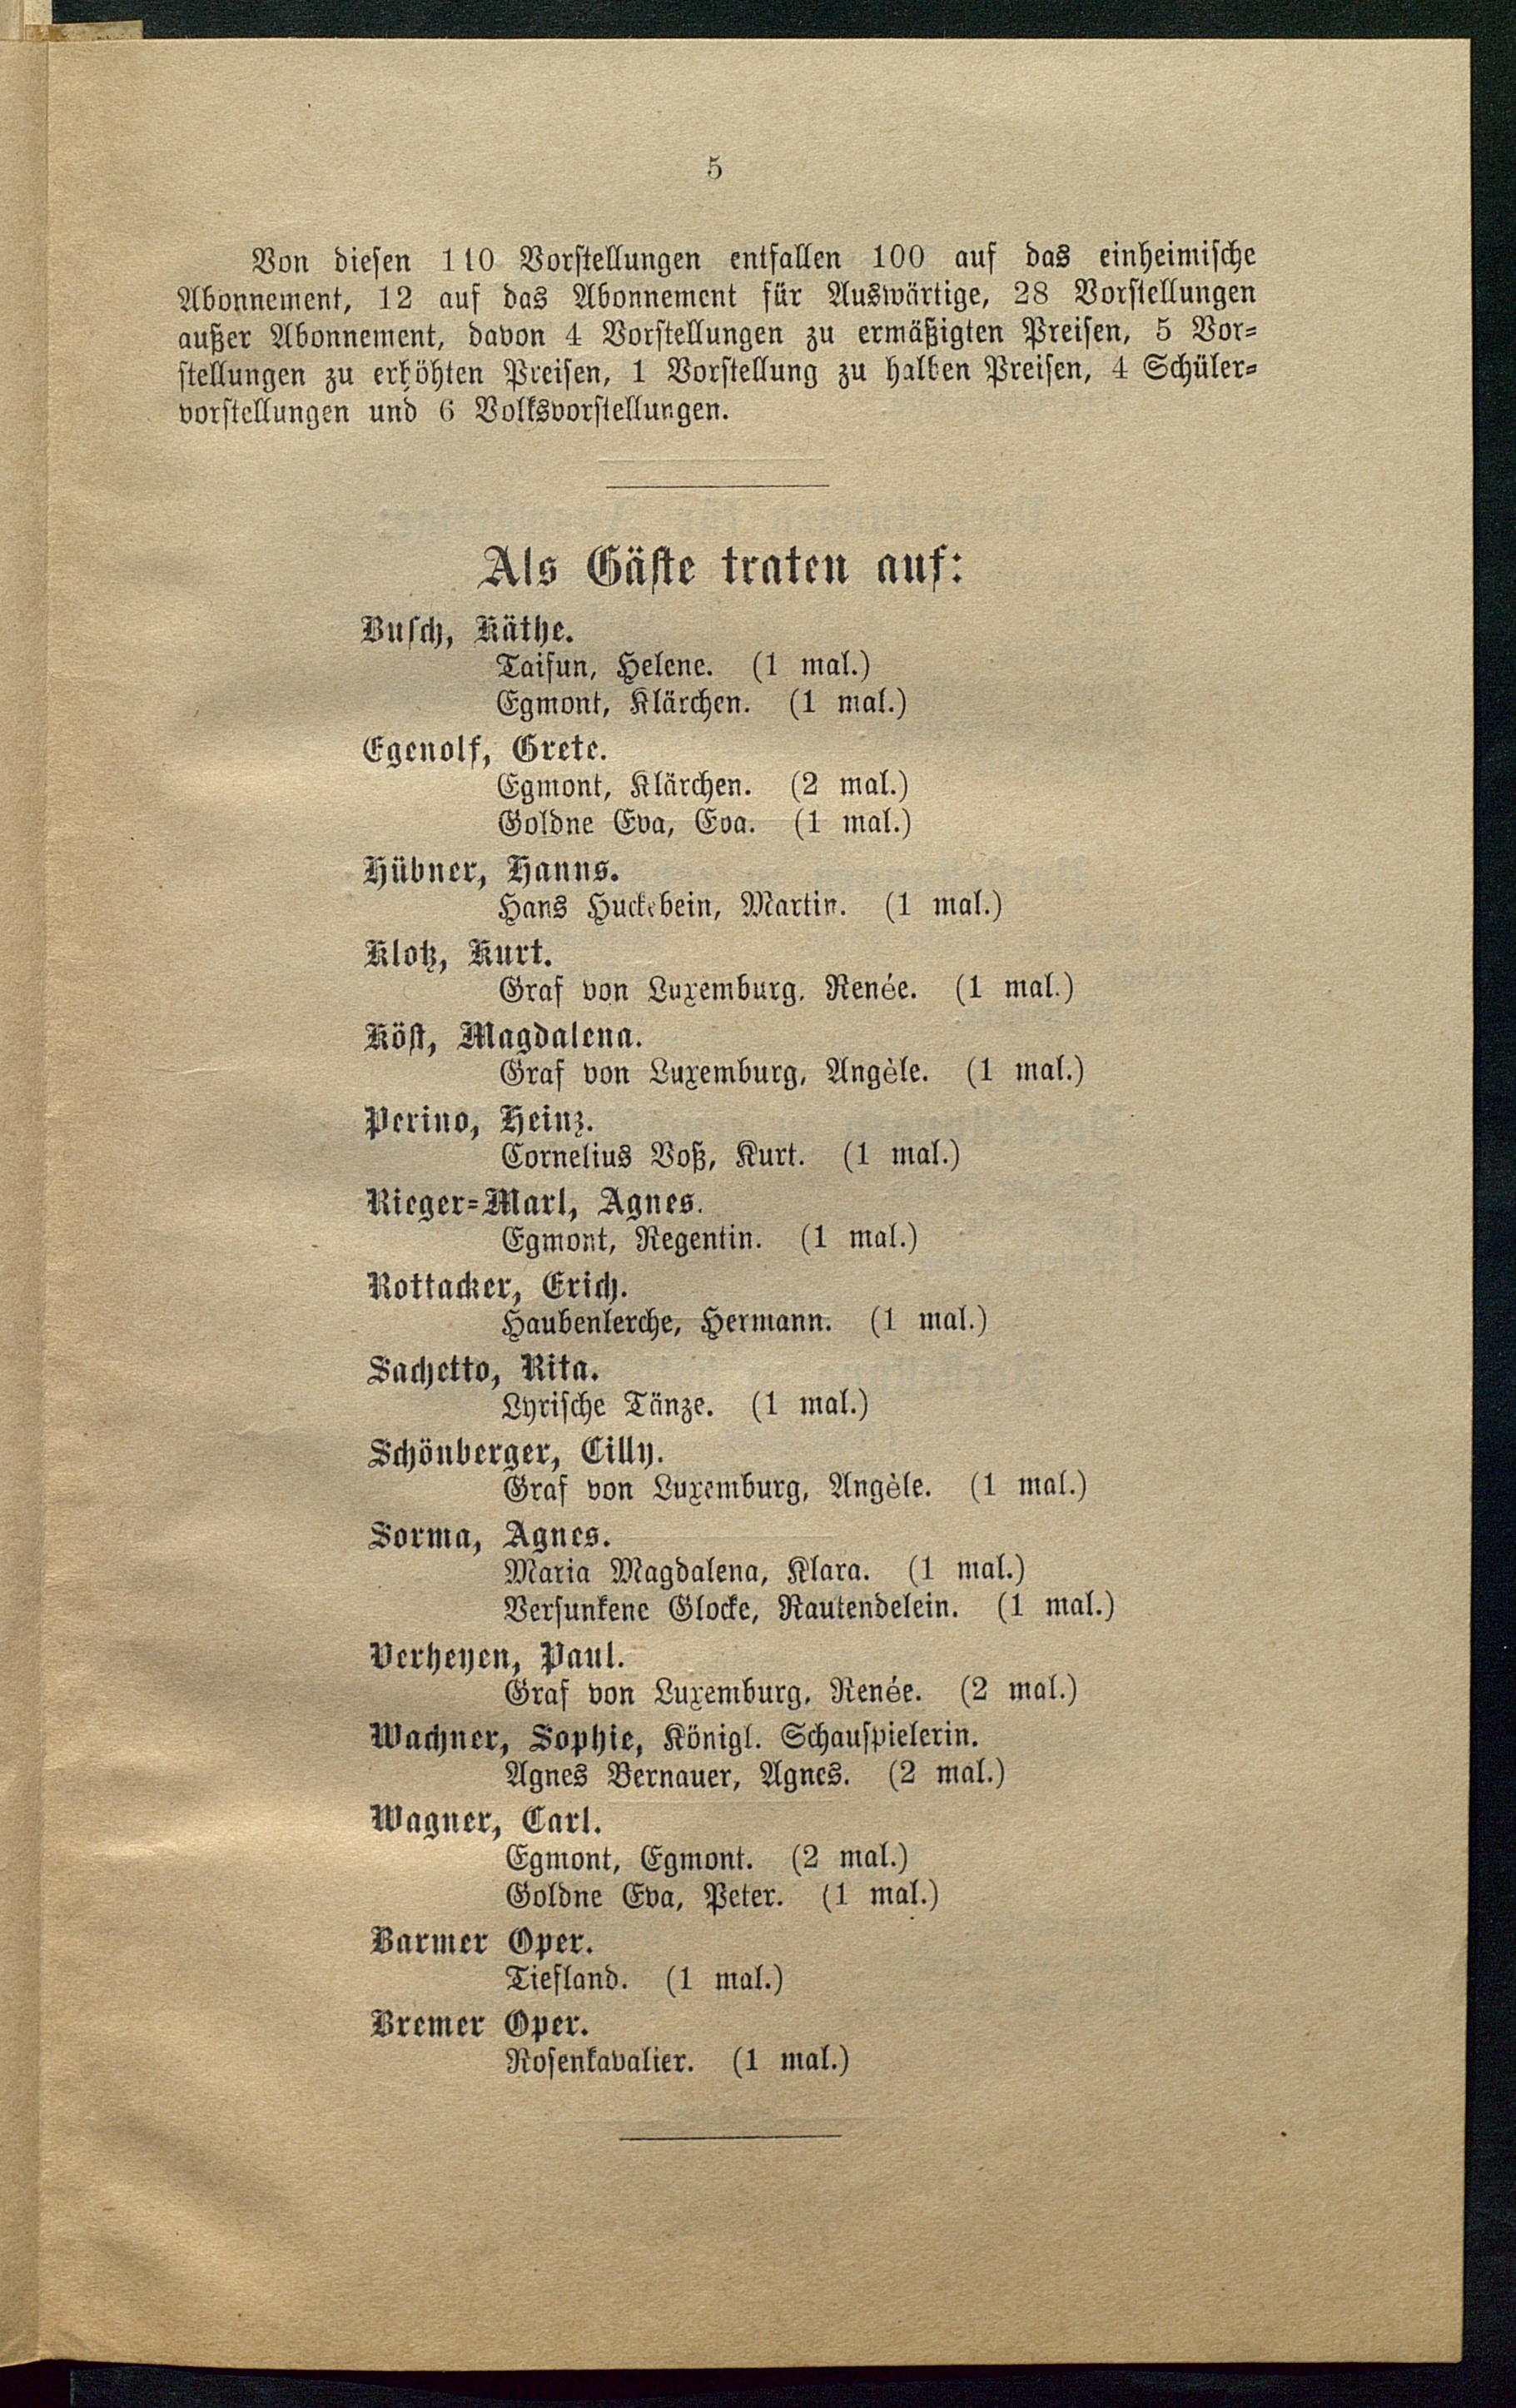 5
Von diesen 110 Vorstellungen entfallen 100 auf das einheimische
Abonnement, 12 auf das Abonnement für Auswärtige, 28 Vorstellungen
außer Abonnement, davon 4 Vorstellungen zu ermäßigten Preisen, 5 Vor-
stellungen zu erhöhten Preisen, 1 Vorstellung zu halben Preisen, 4 Schüler-
vorstellungen und 6 Volksvorstellungen.
Als Gäste traten auf:
Busch, Käthe.
Taifun, Helene. (1 mal.)
Egmont, Klärchen. (1 mal.)
Egenolf, Grete.
Egmont, Klärchen. (2 mal.)
Goldne Eva, Eva. (1 mal.)
Hübner, Hanns.
Hans Huckebein, Martin. (1 mal.)
Klotz, Kurt.
Graf von Luxemburg, Renée. (1 mal.)
Köst, Magdalena.
Graf von Luxemburg, Angèle. (1 mal.)
Perino, Heinz.
Cornelius Voß, Kurt. (1 mal.)
Rieger-Marl, Agnes.
Egmont, Regentin. (1 mal.)
Rottacker, Erich.
Haubenlerche, Hermann. (1 mal.)
Sachetto, Rita.
Lyrische Tänze. (1 mal.)
Schönberger, Cilly.
Graf von Luxemburg, Angèle. (1 mal.)
Sorma, Agnes.
Maria Magdalena, Klara. (1 mal.)
Versunkene Glocke, Rautendelein. (1 mal.)
Verheyen, Paul.
Graf von Luxemburg, Renée. (2 mal.)
Wachner, Sophie, Königl. Schauspielerin.
Agnes Bernauer, Agnes. (2 mal.)
Wagner, Carl.
Egmont, Egmont. (2 mal.)
Goldne Eva, Peter. (1 mal.)
Barmer Oper.
Tiefland. (1 mal.)
Bremer Oper.
Rosenkavalier. (1 mal.)